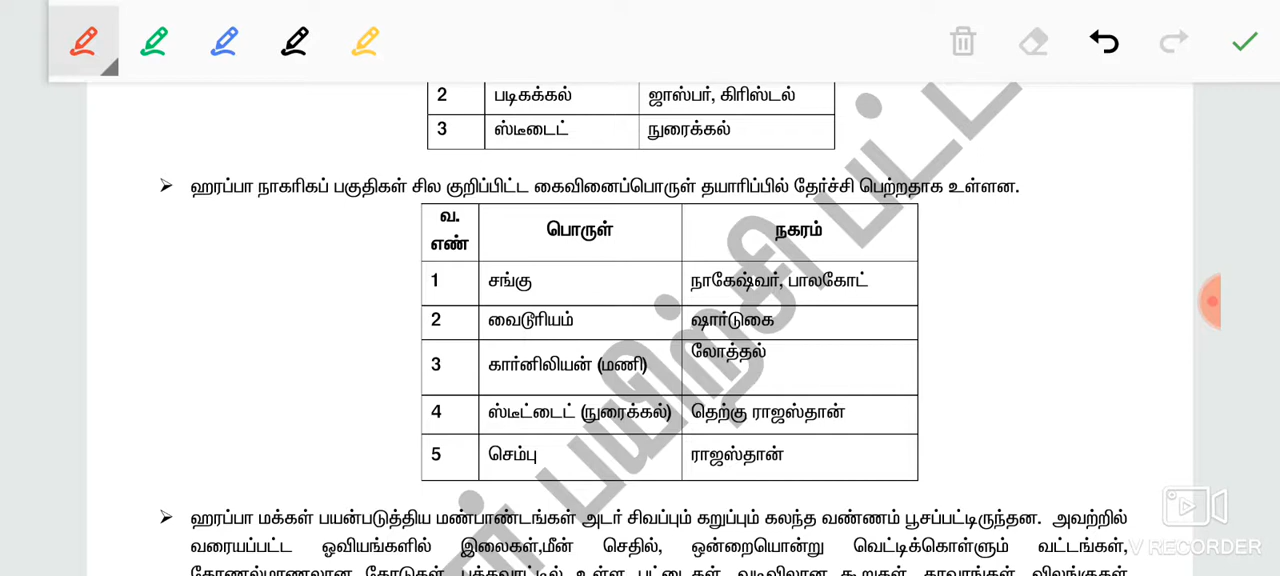 2 படிகக்கல் ஜாஸ்பர், கிரிஸ்டல்
3 ஸ்டீடைட் நுரைக்கல்
➢ ஹரப்பா நாகரிகப் பகுதிகள் சில குறிப்பிட்ட கைவினைப்பொருள் தயாரிப்பில் தேர்ச்சி பெற்றதாக உள்ளன.
வ. எண் பொருள் நகரம்
1 சங்கு நாகேஷ்வர், பாலகோட்
2 வைடூரியம் ஷார்டுகை
3 கார்னிலியன் (மணி) லோத்தல்
4 ஸ்டீட்டைட் (நுரைக்கல்) தெற்கு ராஜஸ்தான்
5 செம்பு ராஜஸ்தான்
➢ ஹரப்பா மக்கள் பயன்படுத்திய மண்பாண்டங்கள் அடர் சிவப்பும் கறுப்பும் கலந்த வண்ணம் பூசப்பட்டிருந்தன. அவற்றில்
வரையப்பட்ட ஓவியங்களில் இலைகள்,மீன் செதில், ஒன்றையொன்று வெட்டிக்கொள்ளும் வட்டங்கள்,
பயிற்சி
V RECORDER